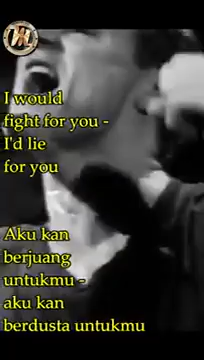 I would
fight for you -
I'd lie
for you
Aku kan
berjuang
untukmu -
aku kan
berdusta untukmu